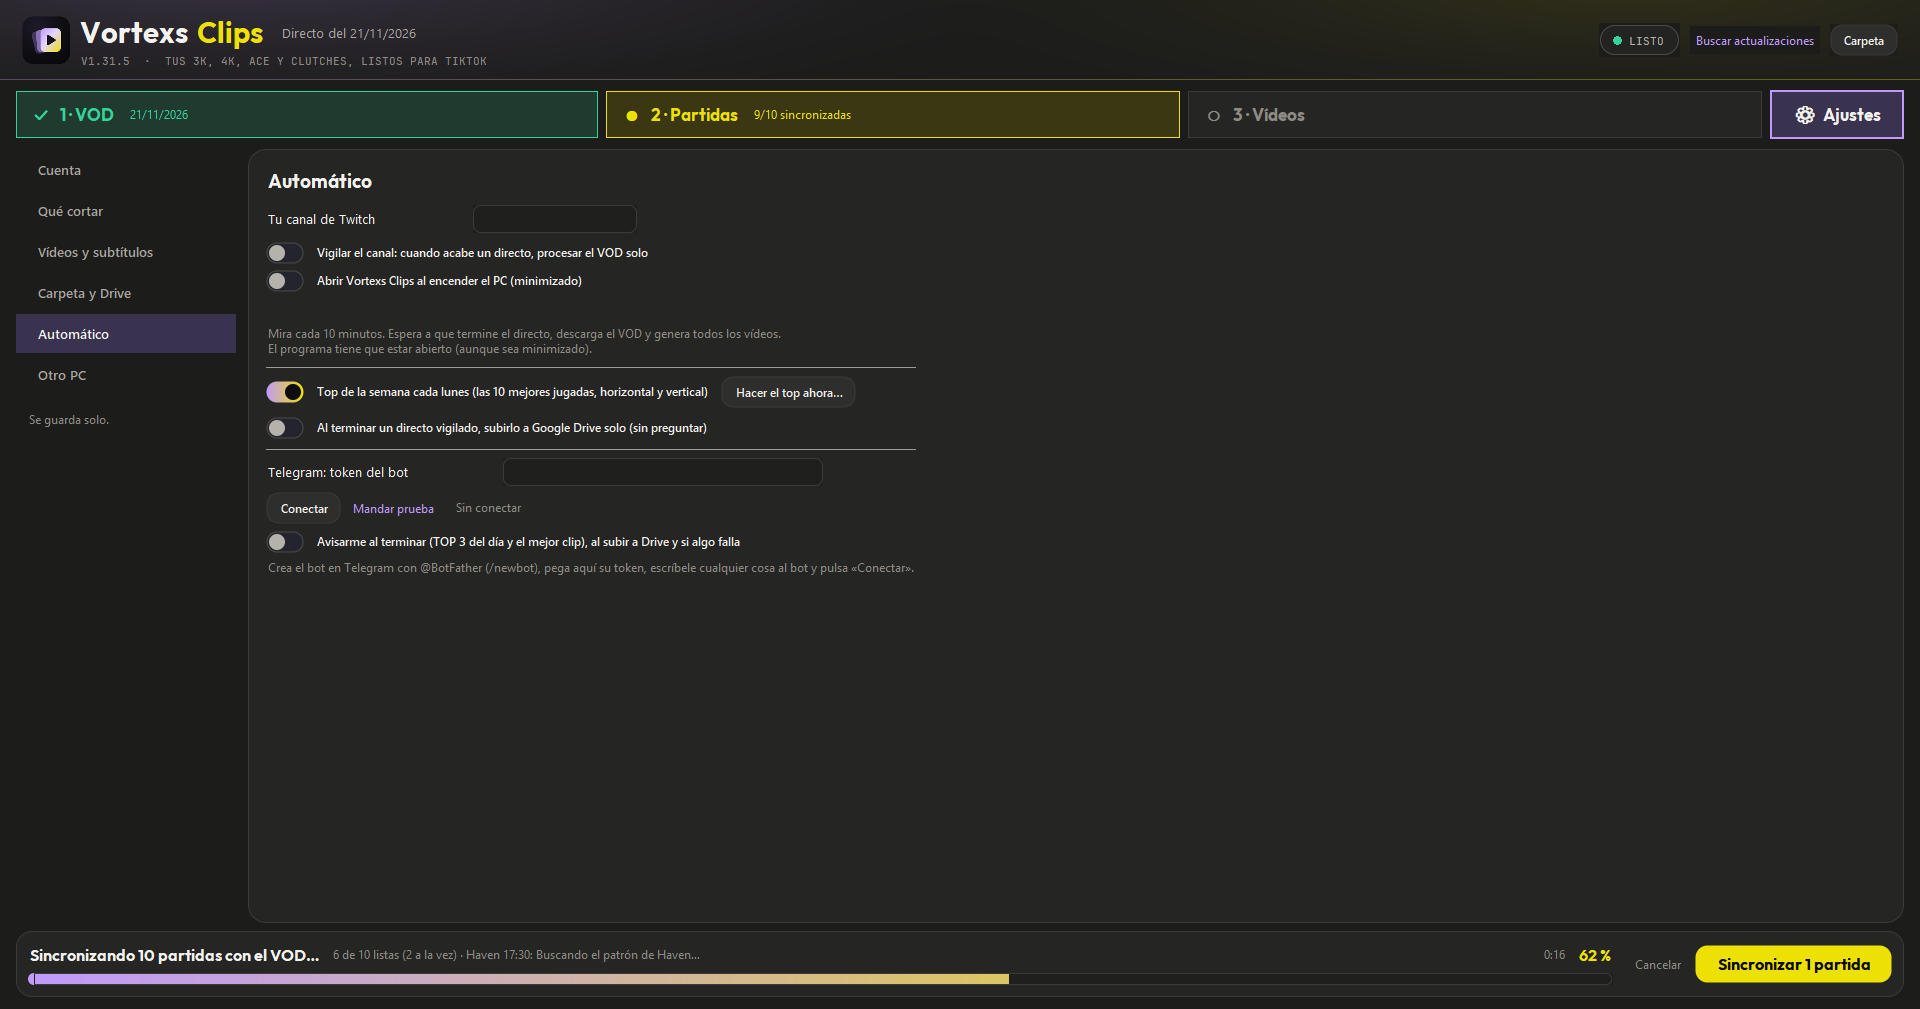 Vortexs Clips
Directo del 21/11/2026
V1.31.5 · TUS 3K, 4K, ACE Y CLUTCHES, LISTOS PARA TIKTOK
LISTO
Buscar actualizaciones
Carpeta
1·VOD 21/11/2026
2·Partidas 9/10 sincronizadas
3·Vídeos
Ajustes
Cuenta
Qué cortar
Vídeos y subtítulos
Carpeta y Drive
Automático
Otro PC
Se guarda solo.
Automático
Tu canal de Twitch
Vigilar el canal: cuando acabe un directo, procesar el VOD solo
Abrir Vortexs Clips al encender el PC (minimizado)
Mira cada 10 minutos. Espera a que termine el directo, descarga el VOD y genera todos los vídeos.
El programa tiene que estar abierto (aunque sea minimizado).
Top de la semana cada lunes (las 10 mejores jugadas, horizontal y vertical)
Hacer el top ahora...
Al terminar un directo vigilado, subirlo a Google Drive solo (sin preguntar)
Telegram: token del bot
Conectar
Mandar prueba
Sin conectar
Avisarme al terminar (TOP 3 del día y el mejor clip), al subir a Drive y si algo falla
Crea el bot en Telegram con @BotFather (/newbot), pega aquí su token, escríbele cualquier cosa al bot y pulsa «Conectar».
Sincronizando 10 partidas con el VOD...
6 de 10 listas (2 a la vez) · Haven 17:30: Buscando el patrón de Haven...
0:16
62 %
Cancelar
Sincronizar 1 partida